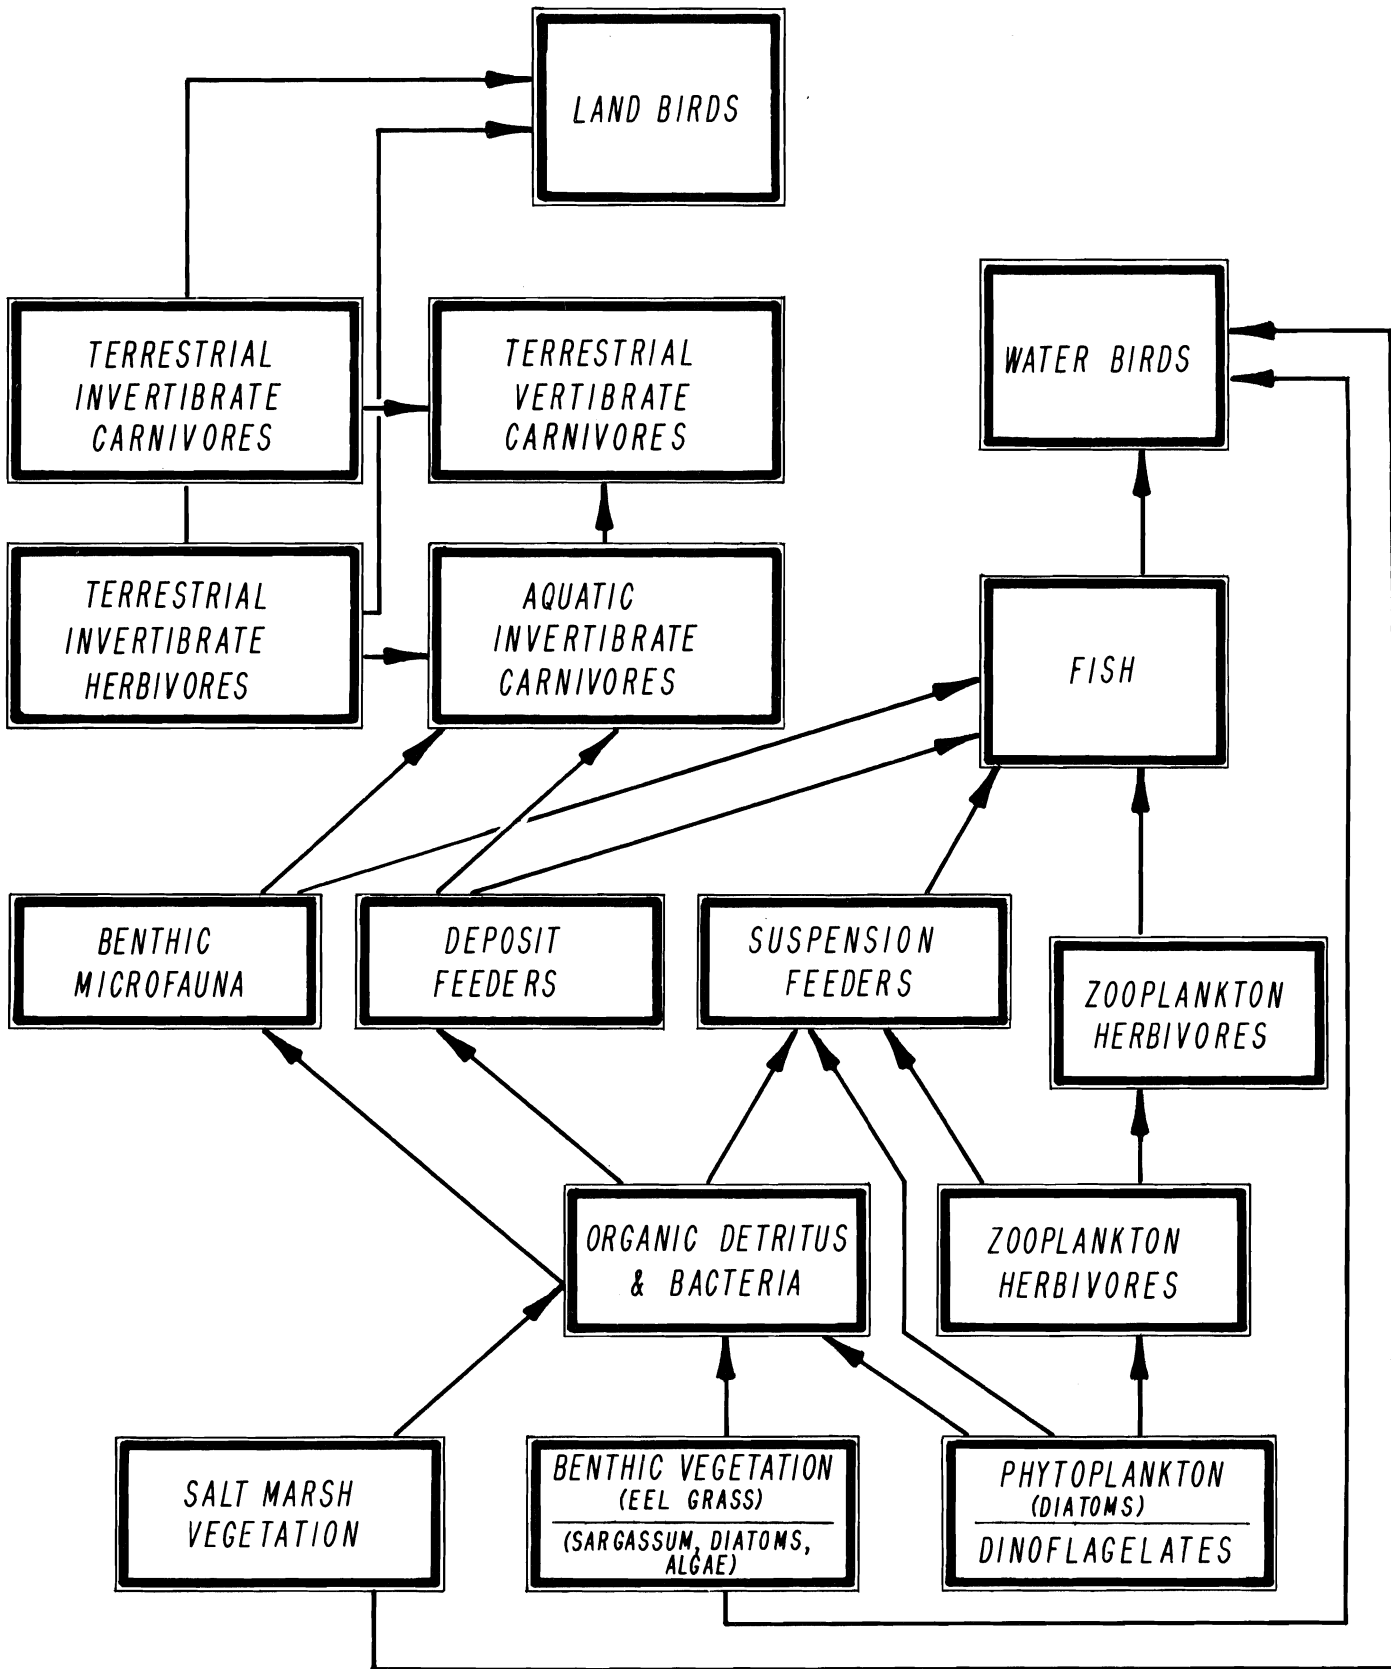 LAND BIRDS
TERRESTRIAL
INVERTIBRATE
CARNIVORES
TERRESTRIAL
VERTIBRATE
CARNIVORES
WATER BIRDS
TERRESTRIAL
INVERTIBRATE
HERBIVORES
AQUATIC
INVERTIBRATE
CARNIVORES
FISH
BENTHIC
MICROFAUNA
DEPOSIT
FEEDERS
SUSPENSION
FEEDERS
ZOOPLANKTON
HERBIVORES
ORGANIC DETRITUS
& BACTERIA
ZOOPLANKTON
HERBIVORES
SALT MARSH
VEGETATION
BENTHIC VEGETATION
(EEL GRASS)
(SARGASSUM, DIATOMS,
ALGAE)
PHYTOPLANKTON
(DIATOMS)
DINOFLAGELATES